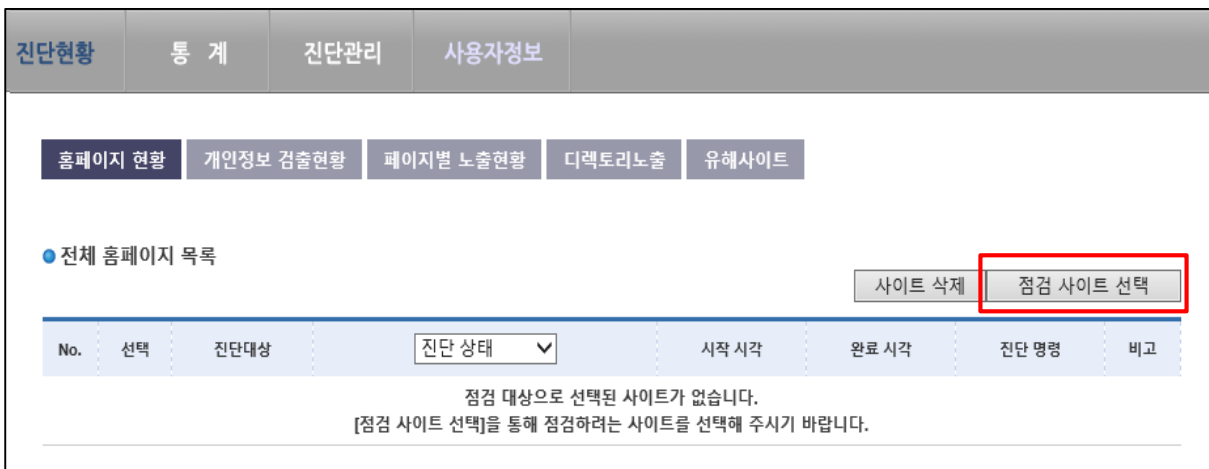 진단현황 통 계 진단관리 사용자정보
홈페이지 현황 개인정보 검출현황 페이지별 노출현황 디렉토리노출 유해사이트
전체 홈페이지 목록
사이트 삭제 점검 사이트 선택
No. 선택 진단대상 진단 상태 시작 시각 완료 시각 진단 명령 비고
점검 대상으로 선택된 사이트가 없습니다.
[점검 사이트 선택]을 통해 점검하려는 사이트를 선택해 주시기 바랍니다.